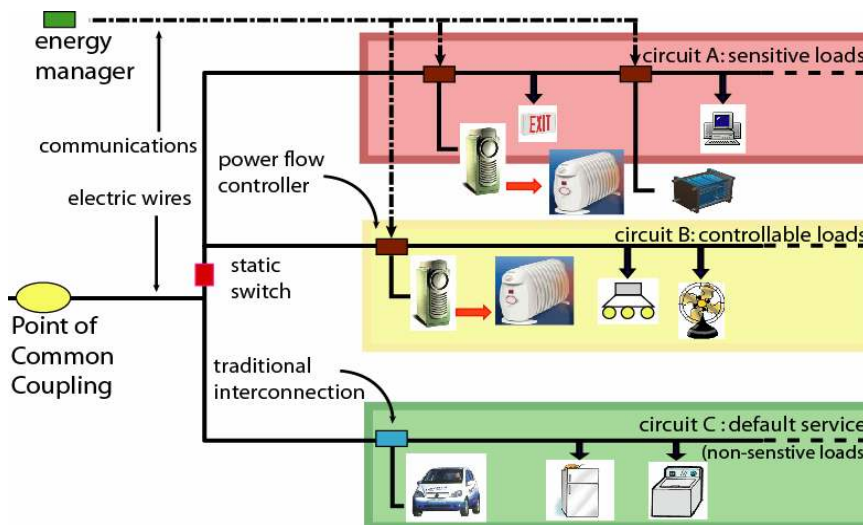 energy
manager
circuit A: sensitive loads
EXIT
communications
power flow
controller
electric wires
circuit B: controllable loads
static
switch
Point of
Common
Coupling
traditional
interconnection
circuit C : default service
(non-senstive loads